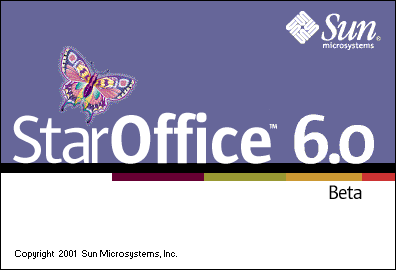 Sun
microsystems
StarOffice™ 6.0
Beta
Copyright 2001 Sun Microsystems, Inc.